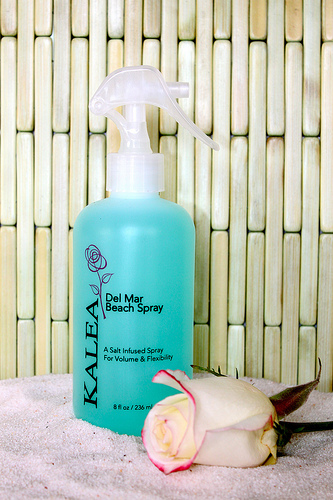 KALEA
Del Mar
Beach Spray
A Salt Infused Spray
For Volume & Flexibility
8 fl oz / 236 ml